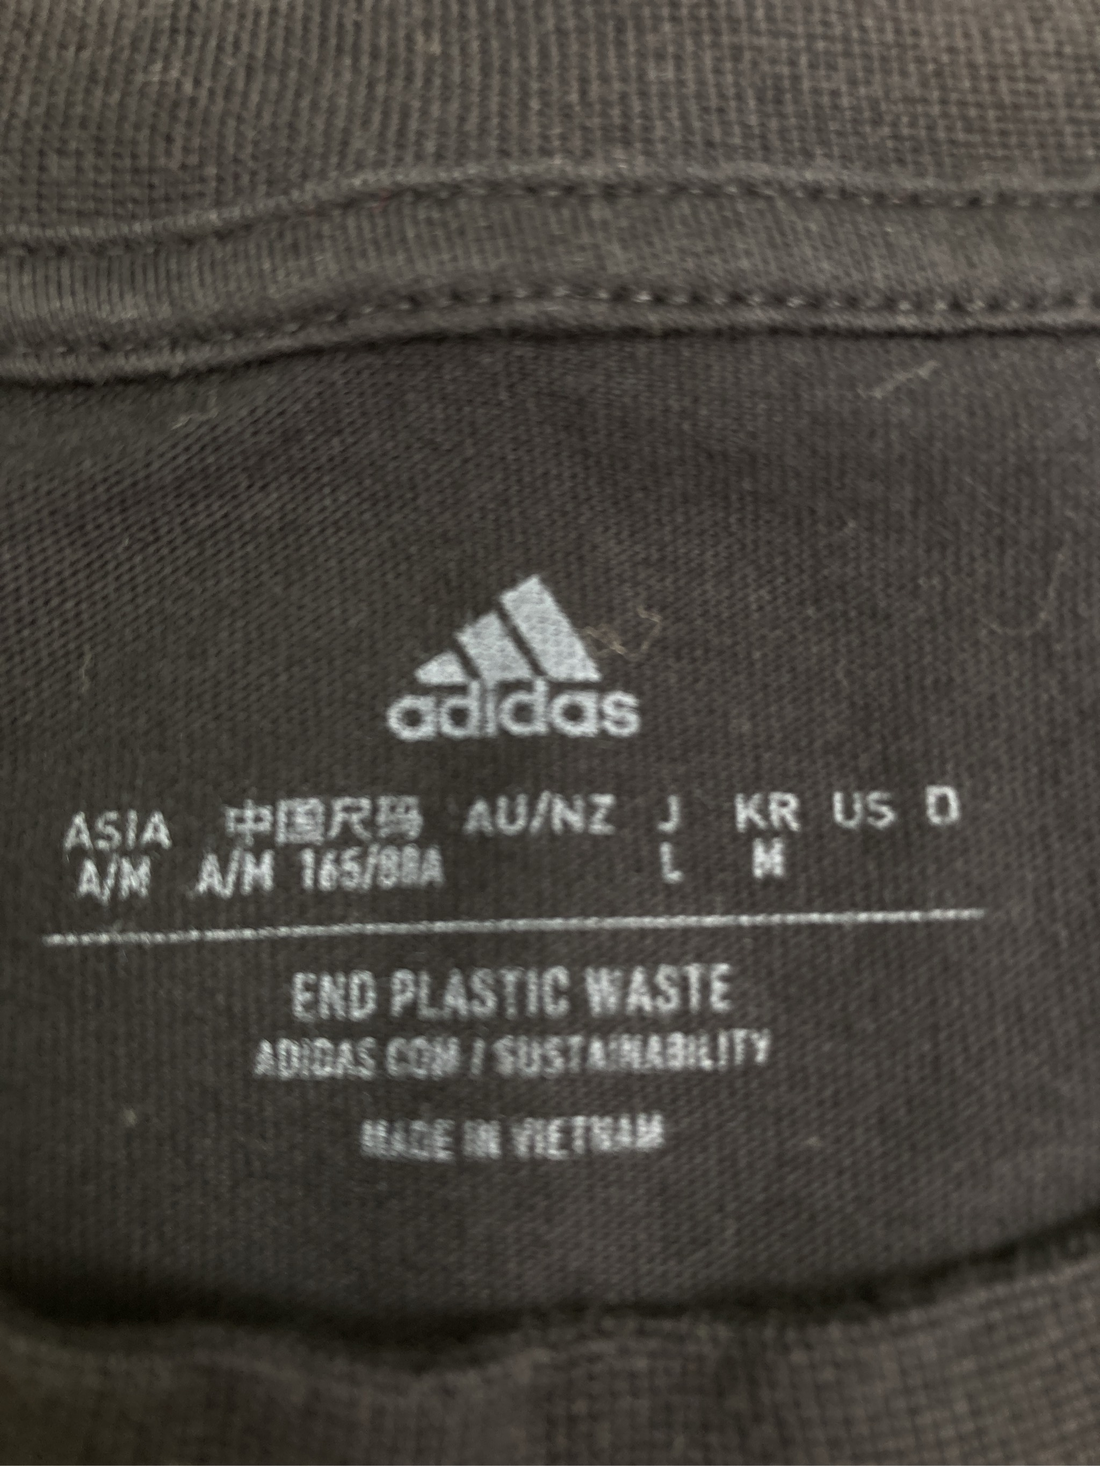 adidas
ASIA 中国尺码 AU/NZ J KR US D
A/M A/M 165/88A L M
END PLASTIC WASTE
ADIDAS.COM / SUSTAINABILITY
MADE IN VIETNAM